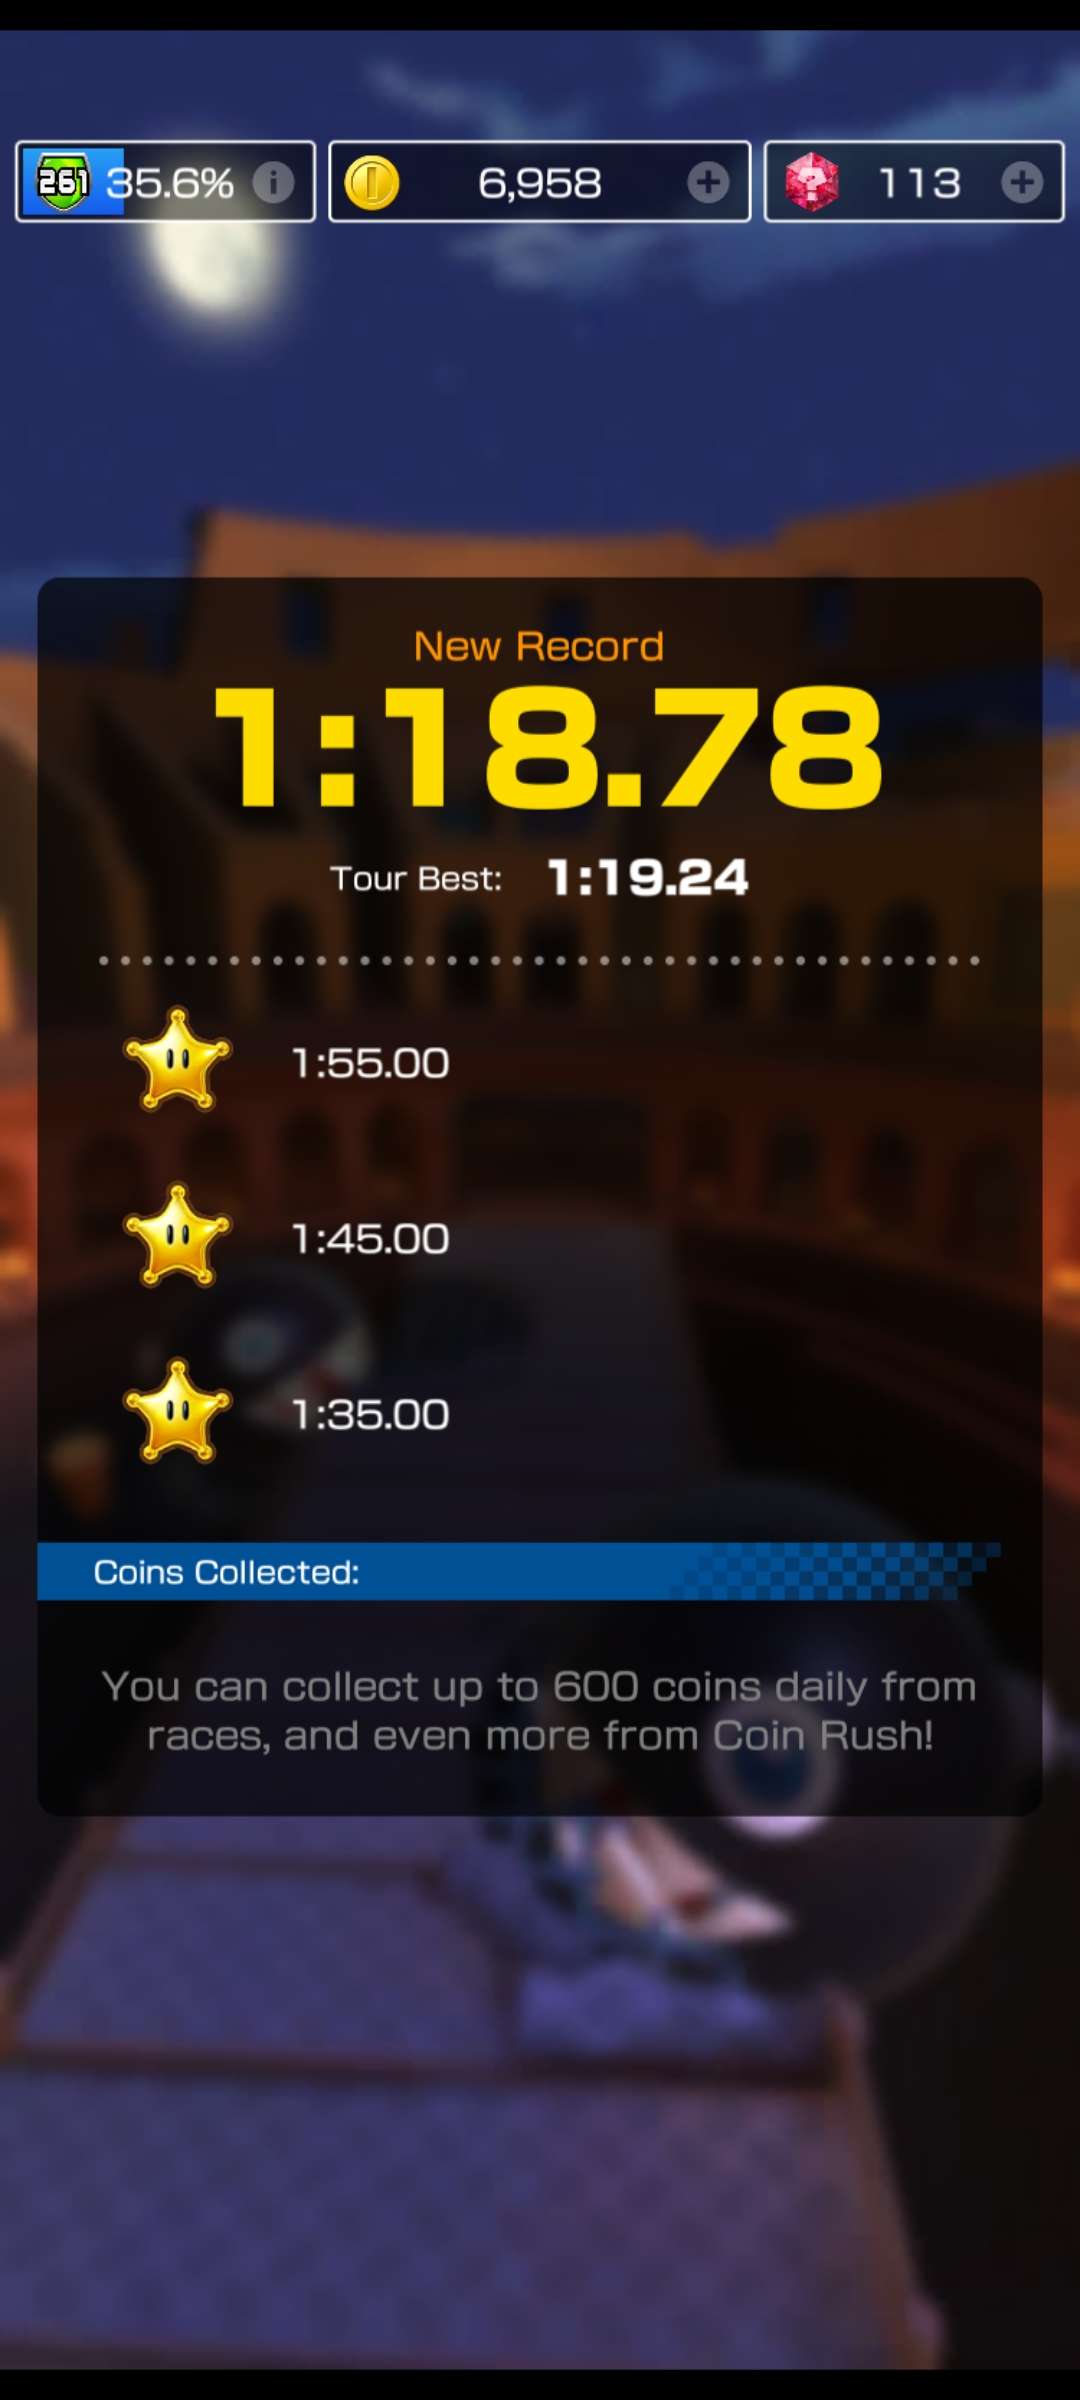 261 35.6% i 6,958 + 113 +
New Record
1:18.78
Tour Best: 1:19.24
1:55.00
1:45.00
1:35.00
Coins Collected:
You can collect up to 600 coins daily from
races, and even more from Coin Rush!